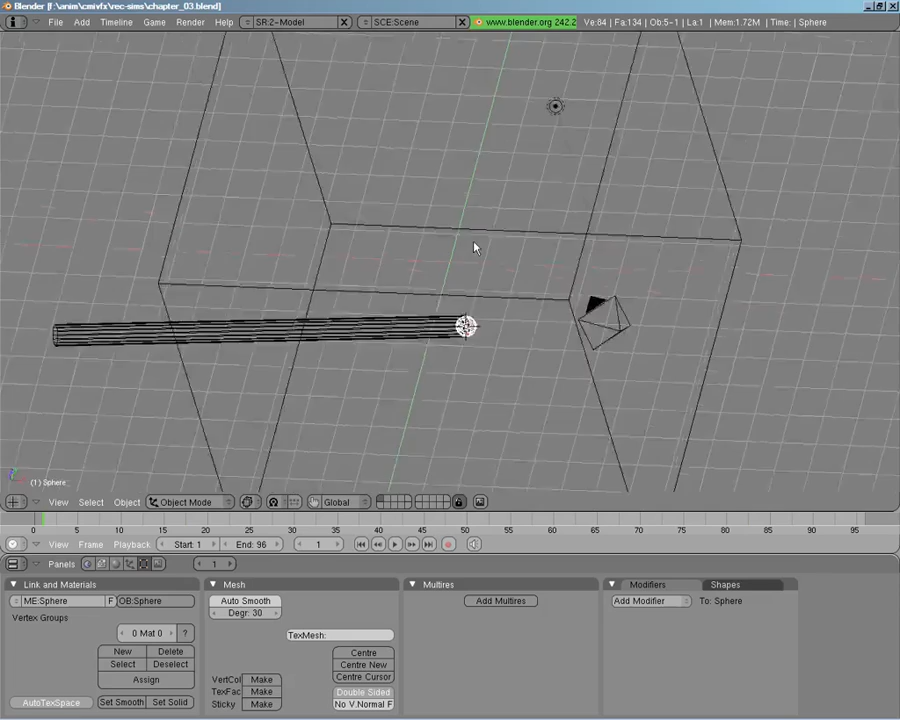 Blender [f:\anim\cmivfx\rec-sims\chapter_03.blend]
File Add Timeline Game Render Help SR:2-Model SCE:Scene www.blender.org 242.2 Ve:64 | Fa:134 | Ob:5-1 | La:1 | Mem:1.72M | Time: | Sphere
(1) Sphere
View Select Object Object Mode Global
0 5 10 15 20 25 30 35 40 45 50 55 60 65 70 75 80 85 90 95
View Frame Playback Start: 1 End: 96 1
Panels 1
Link and Materials Mesh Multires Modifiers Shapes
ME:Sphere F OB:Sphere Auto Smooth Add Multires Add Modifier To: Sphere
Degr: 30
Vertex Groups
0 Mat 0 ? TexMesh:
New Delete Centre
Select Deselect Centre New
Assign Centre Cursor
VertCol Make
TexFac Make Double Sided
AutoTexSpace Set Smooth Set Solid Sticky Make No V.Normal F